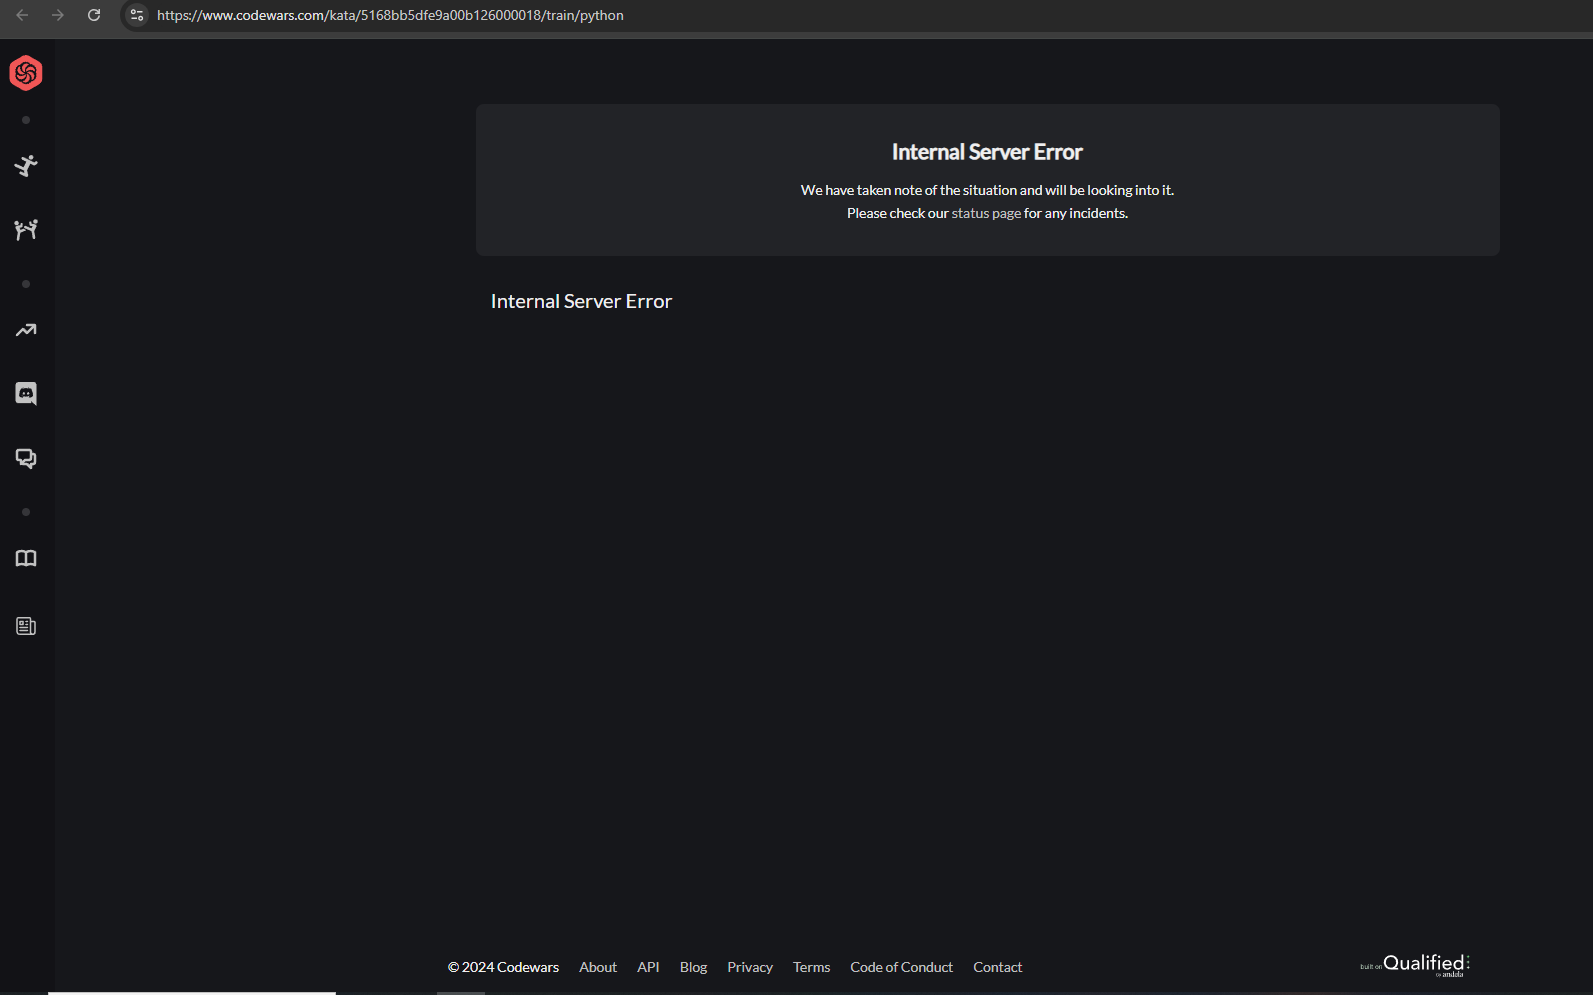 https://www.codewars.com/kata/5168bb5dfe9a00b126000018/train/python
Internal Server Error
We have taken note of the situation and will be looking into it.
Please check our status page for any incidents.
Internal Server Error
© 2024 Codewars About API Blog Privacy Terms Code of Conduct Contact
built on Qualified by andela